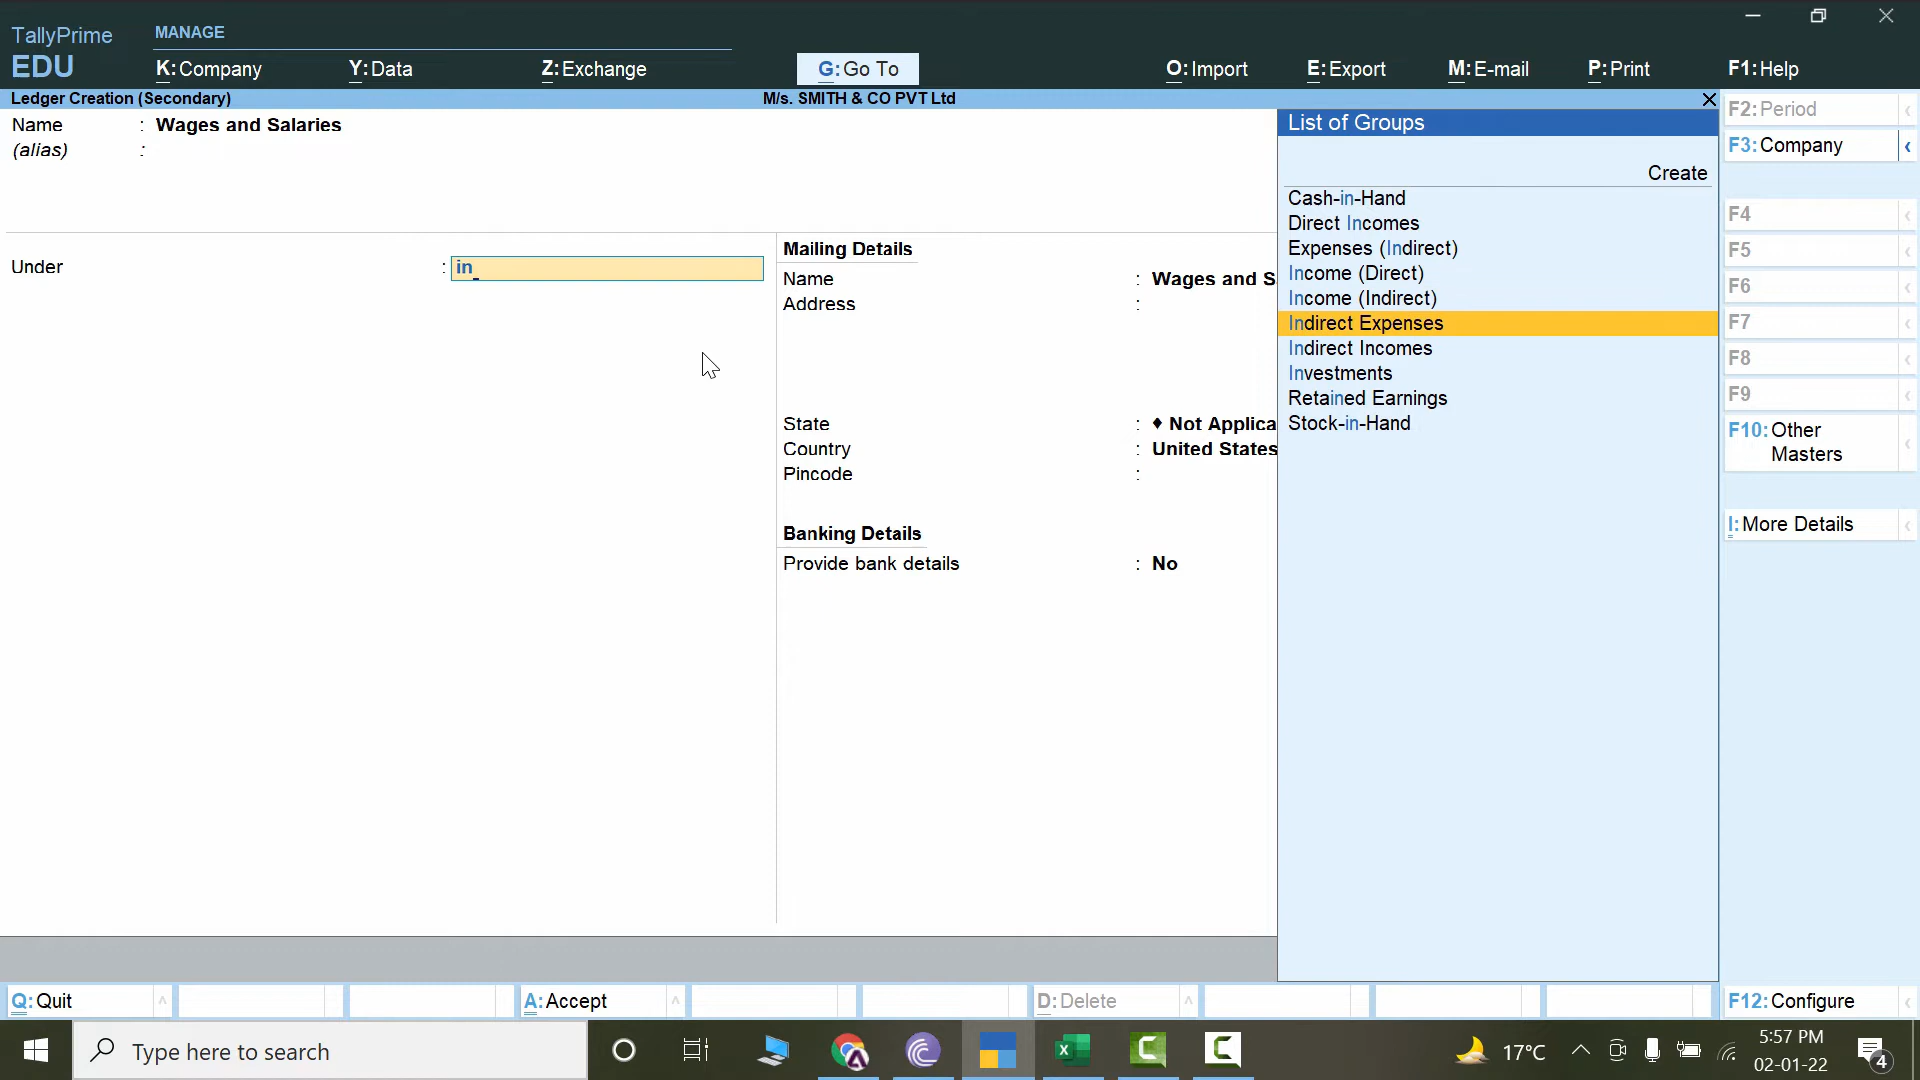 TallyPrime
EDU
MANAGE
K:Company
Y:Data
Z:Exchange
G:Go To
O:Import
E:Export
M:E-mail
P:Print
F1:Help
Ledger Creation (Secondary)
M/s. SMITH & CO PVT Ltd
Name : Wages and Salaries
(alias) :
Under : in
Mailing Details
Name : Wages and S
Address :
State : ♦ Not Applica
Country : United States
Pincode :
Banking Details
Provide bank details : No
List of Groups
Create
Cash-in-Hand
Direct Incomes
Expenses (Indirect)
Income (Direct)
Income (Indirect)
Indirect Expenses
Indirect Incomes
Investments
Retained Earnings
Stock-in-Hand
F2:Period
F3:Company
F4
F5
F6
F7
F8
F9
F10:Other
Masters
I:More Details
Q:Quit
A:Accept
D:Delete
F12:Configure
Type here to search
17°C
5:57 PM
02-01-22
4